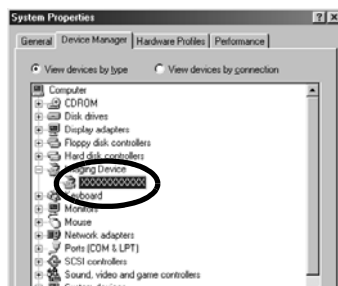 System Properties
General Device Manager Hardware Profiles Performance
View devices by type View devices by connection
Computer
CDROM
Disk drives
Display adapters
Floppy disk controllers
Hard disk controllers
Imaging Device
XXXXXXXXXXXX
Keyboard
Monitors
Mouse
Network adapters
Ports (COM & LPT)
SCSI controllers
Sound, video and game controllers
System devices